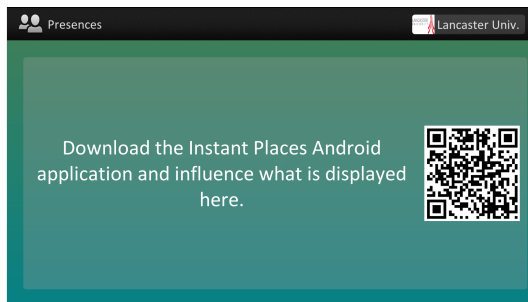 Presences
Lancaster Univ.
Download the Instant Places Android
application and influence what is displayed
here.